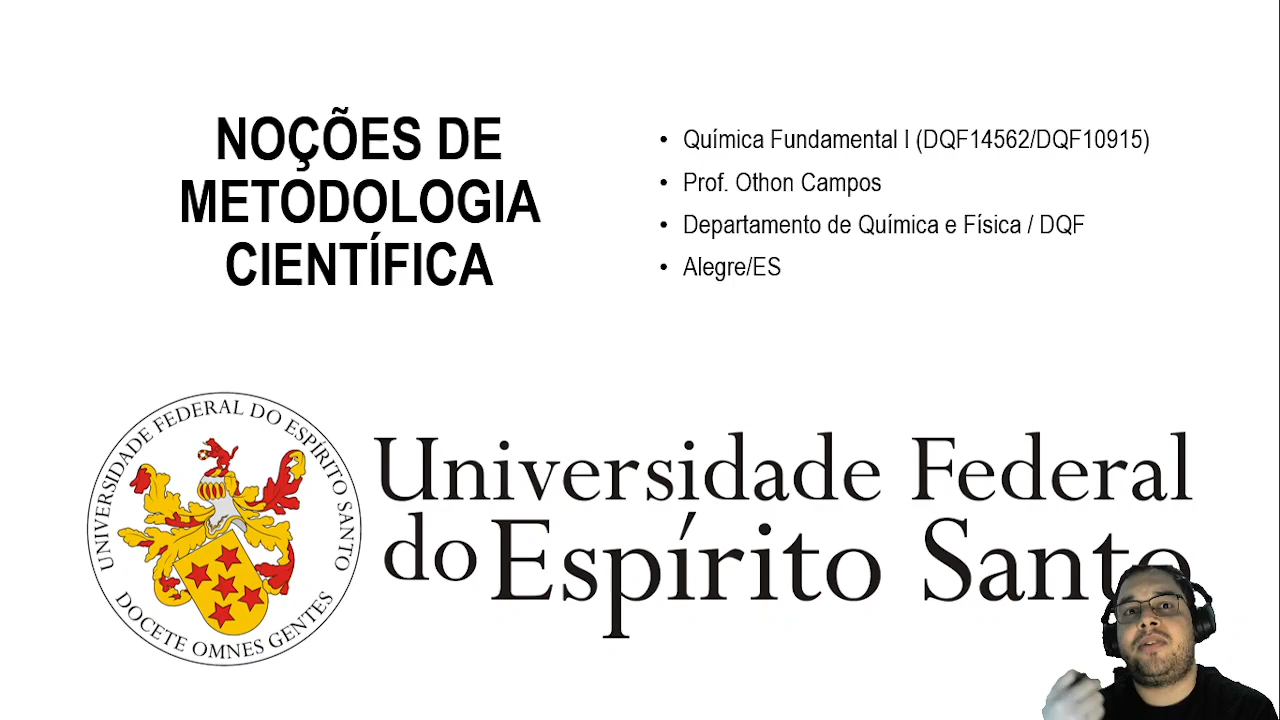 NOÇÕES DE
METODOLOGIA
CIENTÍFICA
• Química Fundamental I (DQF14562/DQF10915)
• Prof. Othon Campos
• Departamento de Química e Física / DQF
• Alegre/ES
UNIVERSIDADE FEDERAL DO ESPÍRITO SANTO
DOCETE OMNES GENTES
Universidade Federal
do Espírito Santo